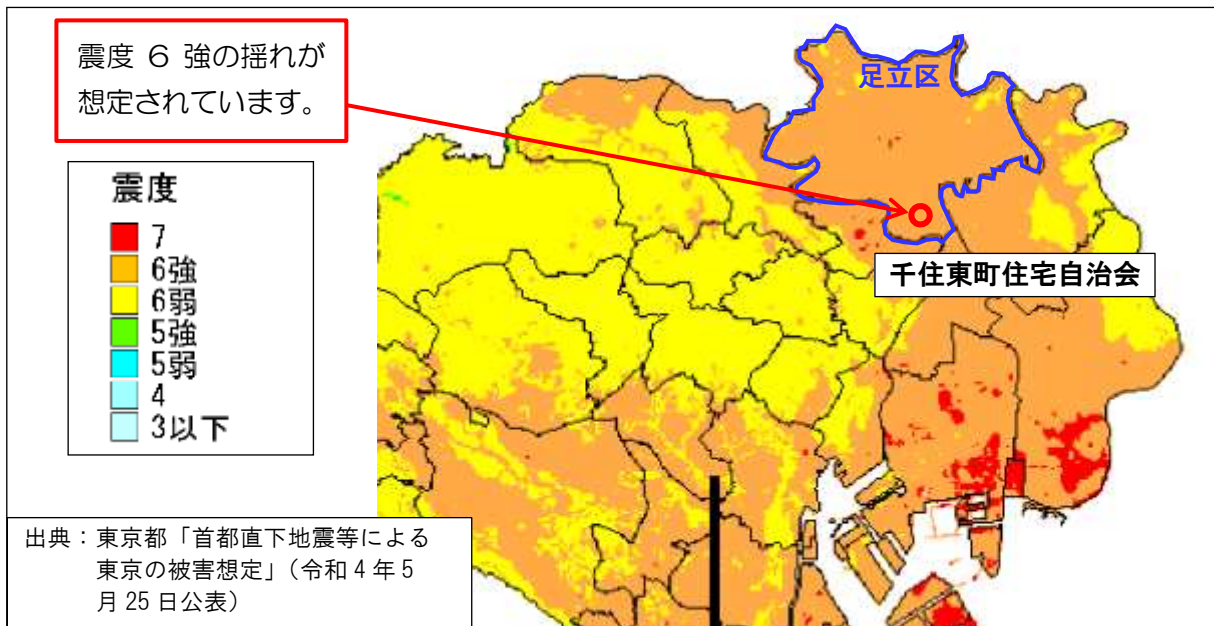 震度 6 強の揺れが
想定されています。
足立区
震度
7
6強
6弱
5強
5弱
4
3以下
千住東町住宅自治会
出典：東京都「首都直下地震等による
東京の被害想定」（令和4年5
月25日公表）